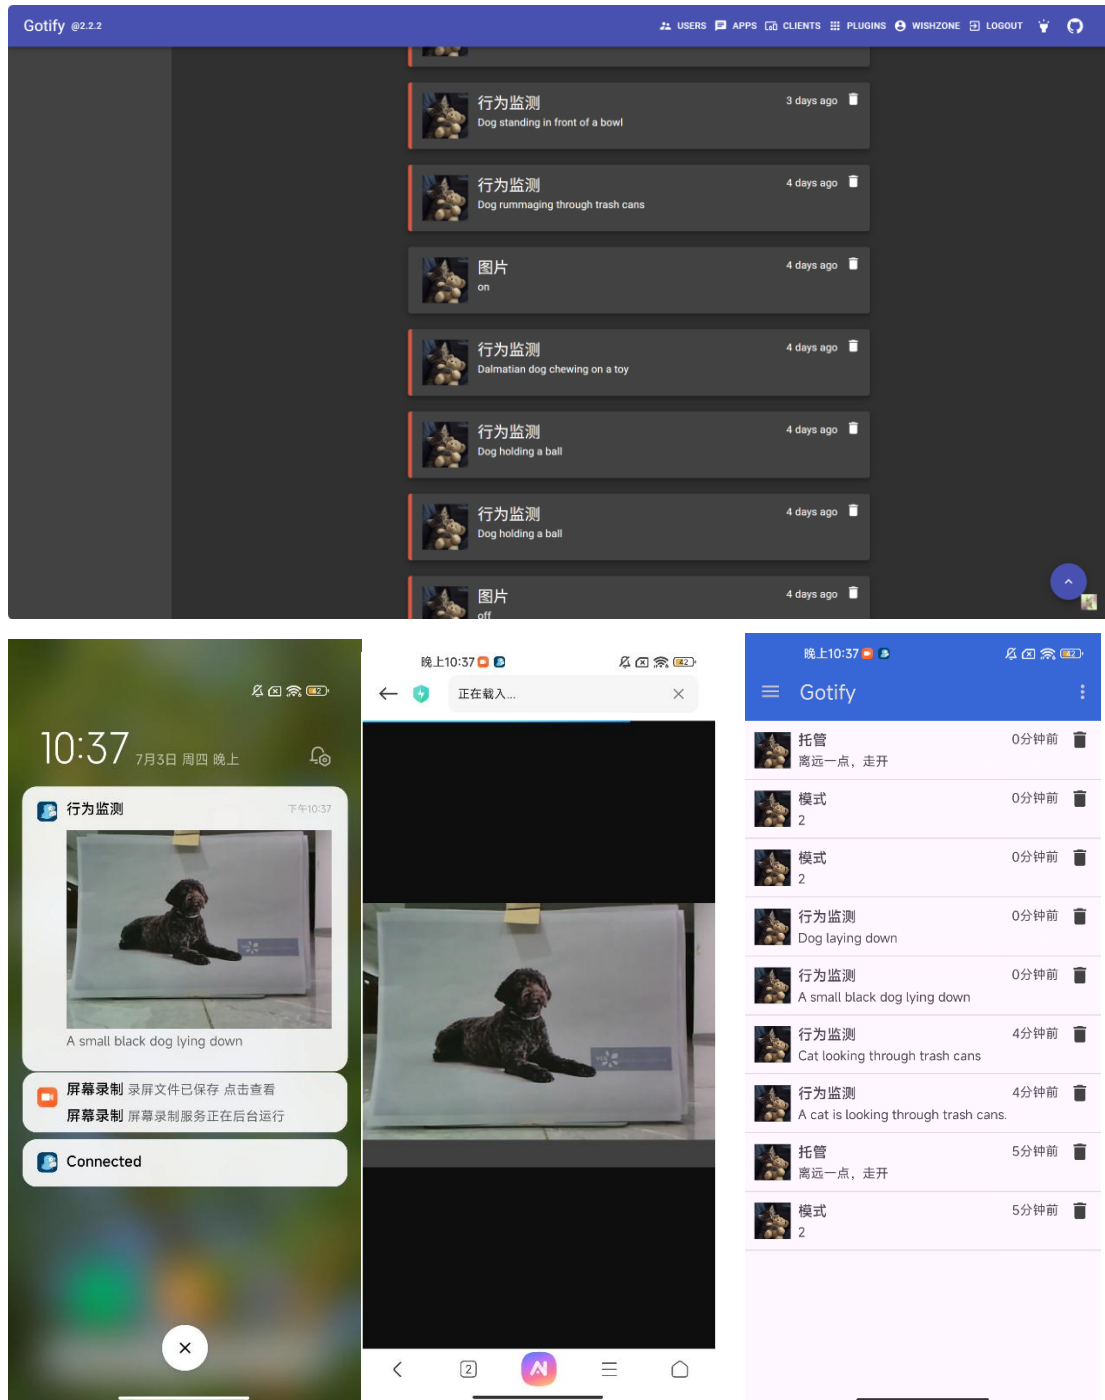 Gotify @2.2.2
USERS APPS CLIENTS PLUGINS WISHZONE LOGOUT
行为监测 3 days ago
Dog standing in front of a bowl
行为监测 4 days ago
Dog rummaging through trash cans
图片 4 days ago
on
行为监测 4 days ago
Dalmatian dog chewing on a toy
行为监测 4 days ago
Dog holding a ball
行为监测 4 days ago
Dog holding a ball
图片 4 days ago
off
42
10:37 7月3日 周四 晚上
行为监测 下午10:37
A small black dog lying down
屏幕录制 录屏文件已保存 点击查看
屏幕录制 屏幕录制服务正在后台运行
Connected
晚上10:37 42
正在载入...
2
晚上10:37 42
Gotify
托管 0分钟前
离远一点，走开
模式 0分钟前
2
模式 0分钟前
2
行为监测 0分钟前
Dog laying down
行为监测 0分钟前
A small black dog lying down
行为监测 4分钟前
Cat looking through trash cans
行为监测 4分钟前
A cat is looking through trash cans.
托管 5分钟前
离远一点，走开
模式 5分钟前
2